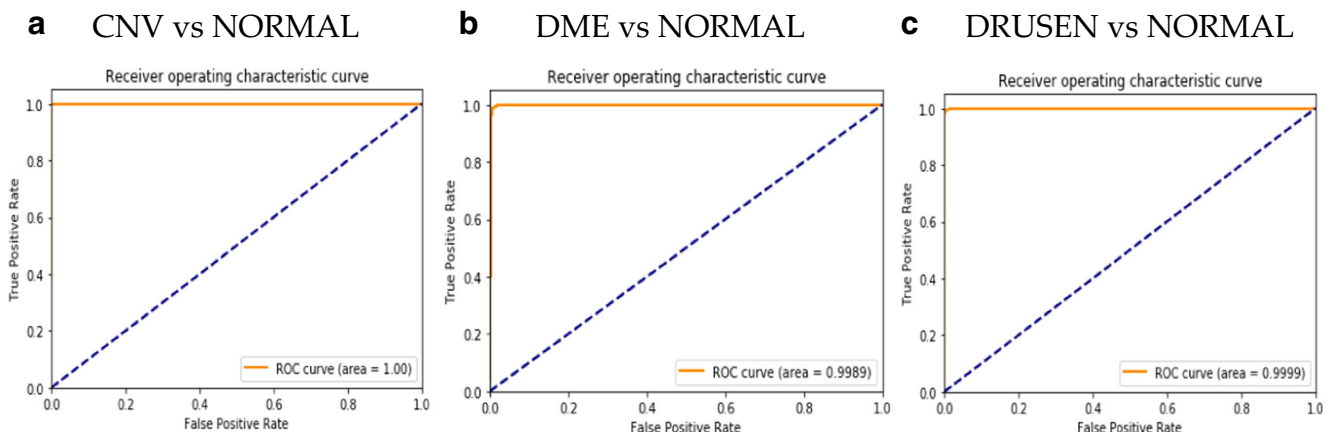 a CNV vs NORMAL
Receiver operating characteristic curve
True Positive Rate
1.0
0.8
0.6
0.4
0.2
0.0
ROC curve (area = 1.00)
0.0 0.2 0.4 0.6 0.8 1.0
False Positive Rate
b DME vs NORMAL
Receiver operating characteristic curve
True Positive Rate
1.0
0.8
0.6
0.4
0.2
0.0
ROC curve (area = 0.9989)
0.0 0.2 0.4 0.6 0.8 1.0
False Positive Rate
c DRUSEN vs NORMAL
Receiver operating characteristic curve
True Positive Rate
1.0
0.8
0.6
0.4
0.2
0.0
ROC curve (area = 0.9999)
0.0 0.2 0.4 0.6 0.8 1.0
False Positive Rate